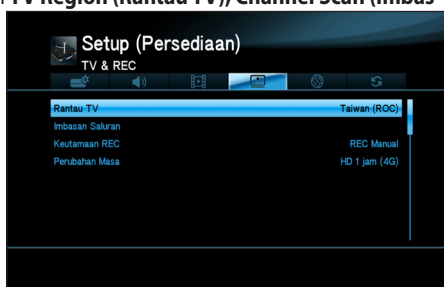 TV Region (Rantau TV), Channel Scan (Imbas
Setup (Persediaan)
TV & REC
Rantau TV Taiwan (ROC)
Imbasan Saluran
Keutamaan REC REC Manual
Perubahan Masa HD 1 jam (4G)